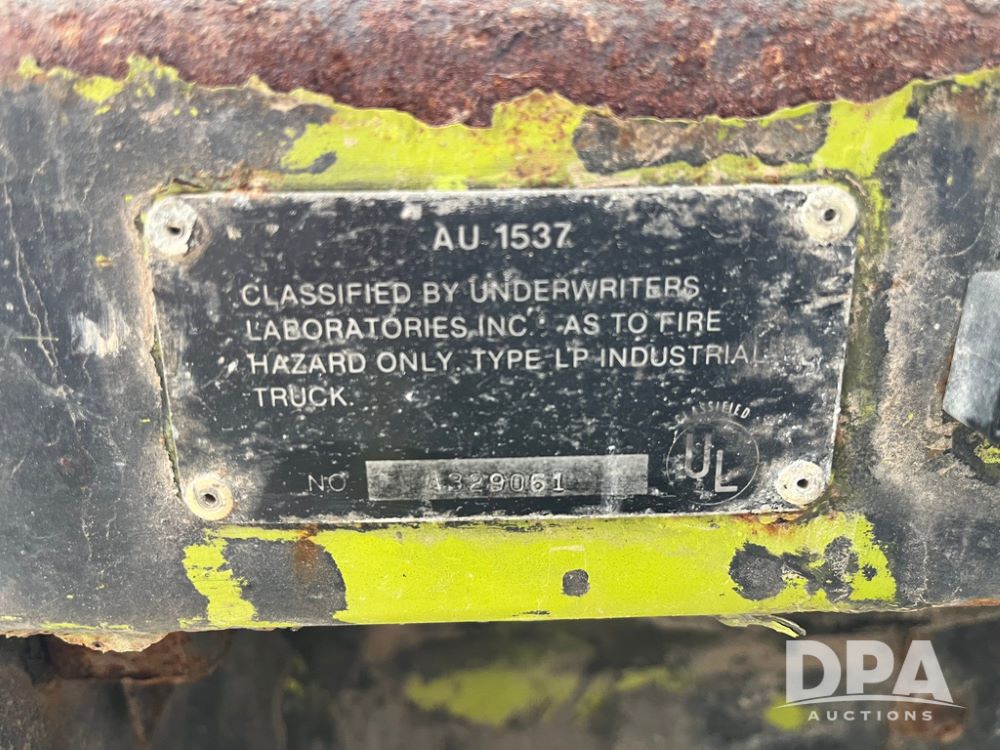 AU 1537
CLASSIFIED BY UNDERWRITERS
LABORATORIES INC. AS TO FIRE
HAZARD ONLY. TYPE LP INDUSTRIAL
TRUCK.
NO A329061
CLASSIFIED
UL
DPA
AUCTIONS